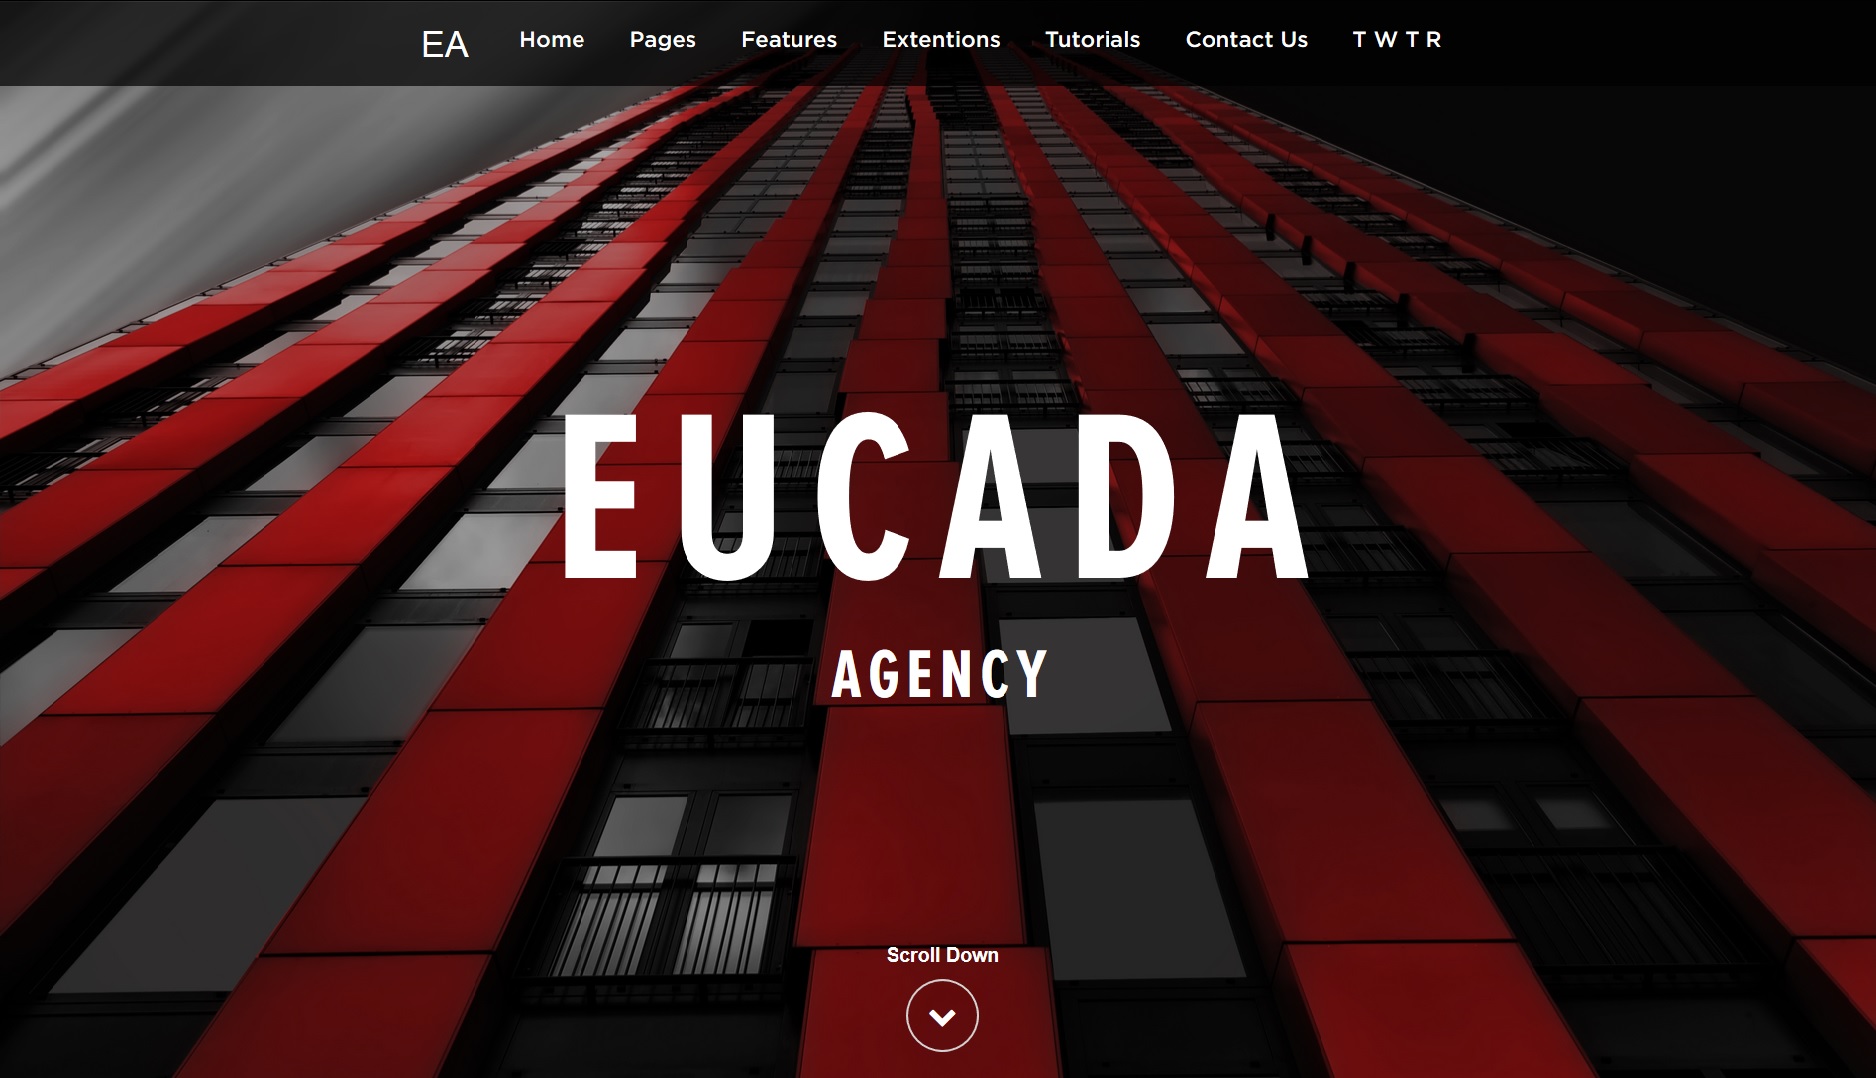 EA Home Pages Features Extentions Tutorials Contact Us T W T R
EUCADA
AGENCY
Scroll Down